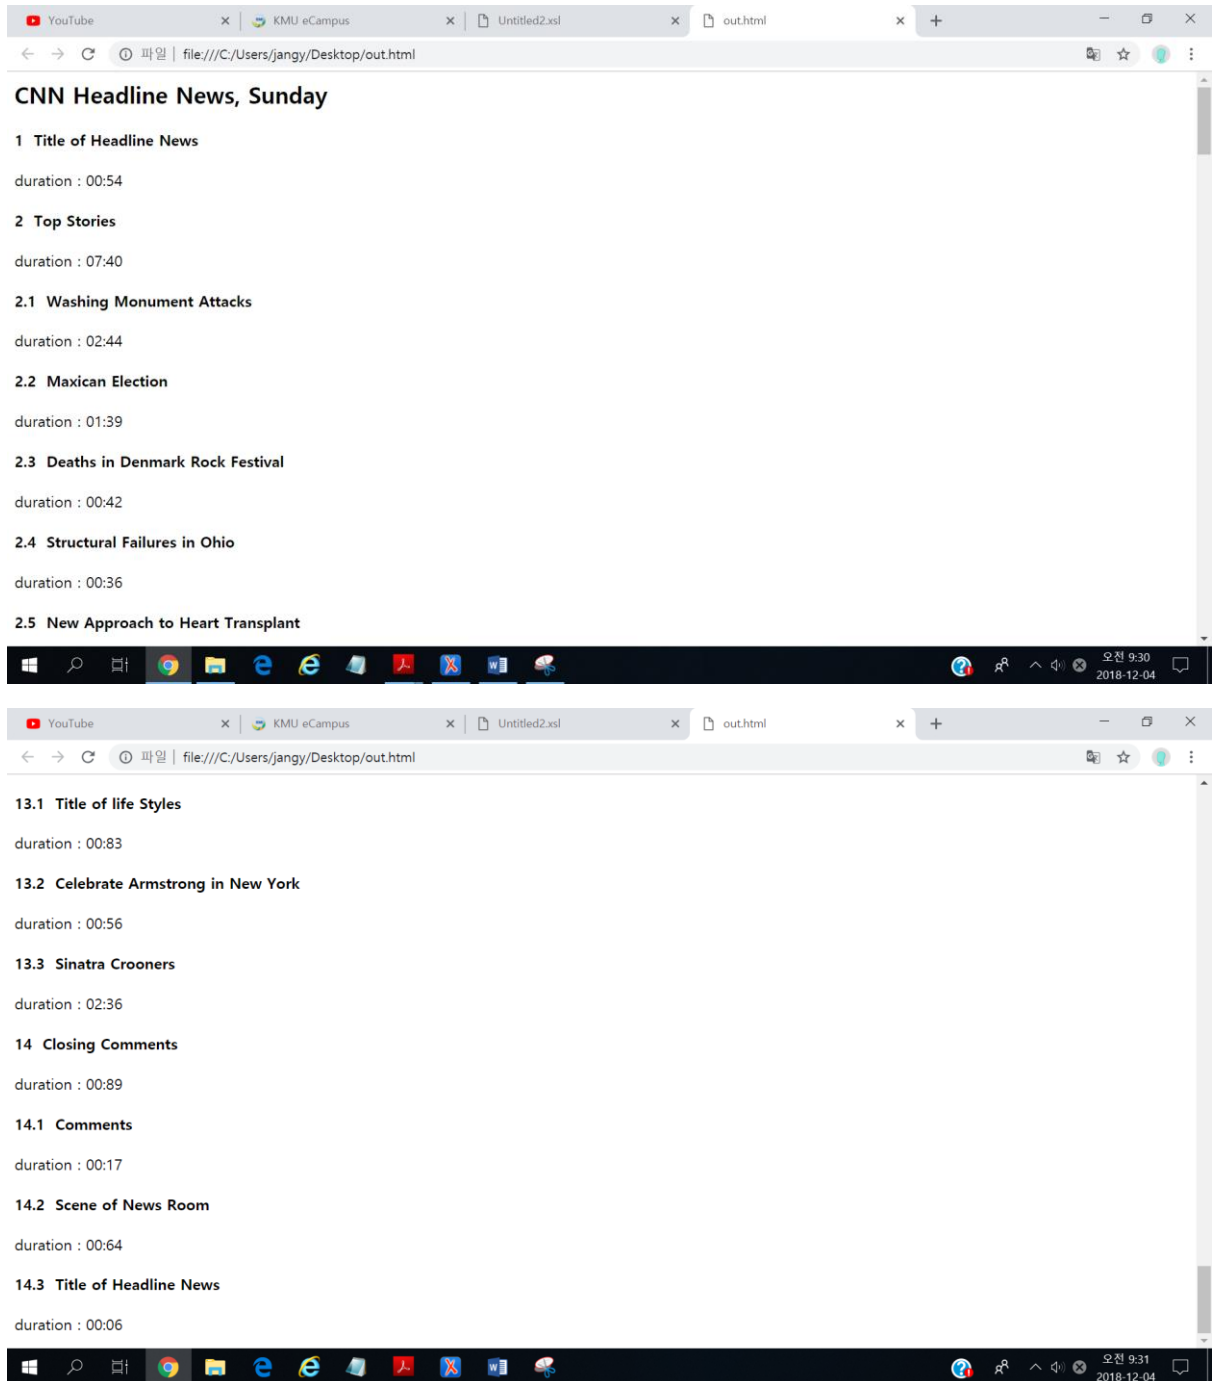 YouTube
KMU eCampus
Untitled2.xsl
out.html
파일 | file:///C:/Users/jangy/Desktop/out.html
CNN Headline News, Sunday
1 Title of Headline News
duration : 00:54
2 Top Stories
duration : 07:40
2.1 Washing Monument Attacks
duration : 02:44
2.2 Maxican Election
duration : 01:39
2.3 Deaths in Denmark Rock Festival
duration : 00:42
2.4 Structural Failures in Ohio
duration : 00:36
2.5 New Approach to Heart Transplant
오전 9:30
2018-12-04
YouTube
KMU eCampus
Untitled2.xsl
out.html
파일 | file:///C:/Users/jangy/Desktop/out.html
13.1 Title of life Styles
duration : 00:83
13.2 Celebrate Armstrong in New York
duration : 00:56
13.3 Sinatra Crooners
duration : 02:36
14 Closing Comments
duration : 00:89
14.1 Comments
duration : 00:17
14.2 Scene of News Room
duration : 00:64
14.3 Title of Headline News
duration : 00:06
오전 9:31
2018-12-04